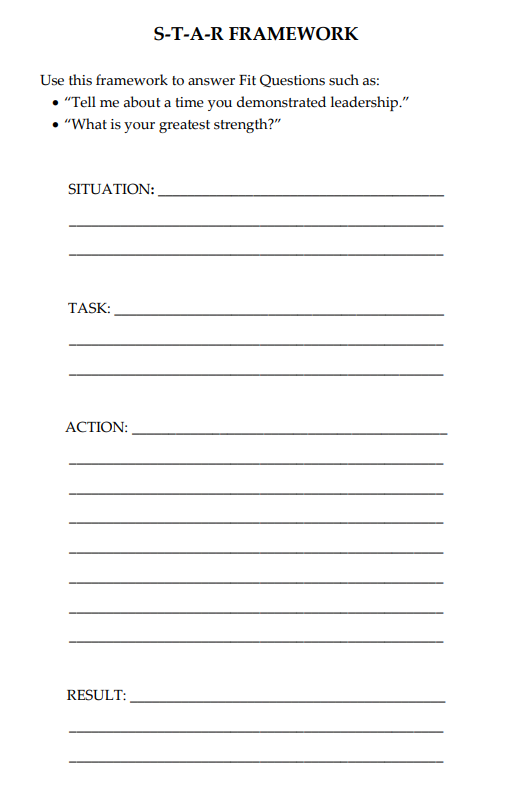 S-T-A-R FRAMEWORK
Use this framework to answer Fit Questions such as:
• “Tell me about a time you demonstrated leadership.”
• “What is your greatest strength?”
SITUATION:
TASK:
ACTION:
RESULT: